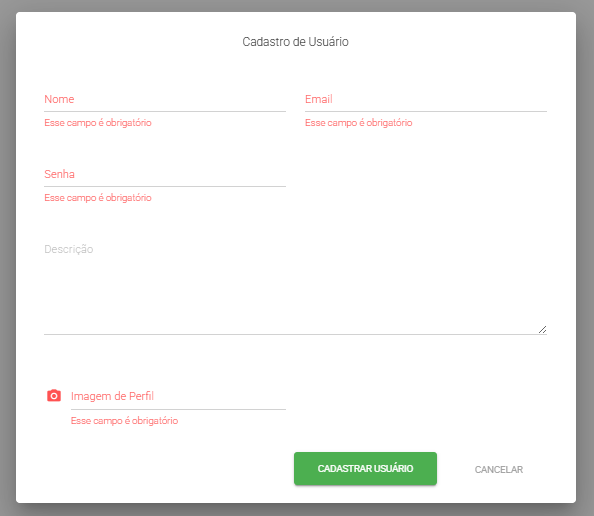 Cadastro de Usuário
Nome
Email
Esse campo é obrigatório
Esse campo é obrigatório
Senha
Esse campo é obrigatório
Descrição
Imagem de Perfil
Esse campo é obrigatório
CADASTRAR USUÁRIO
CANCELAR